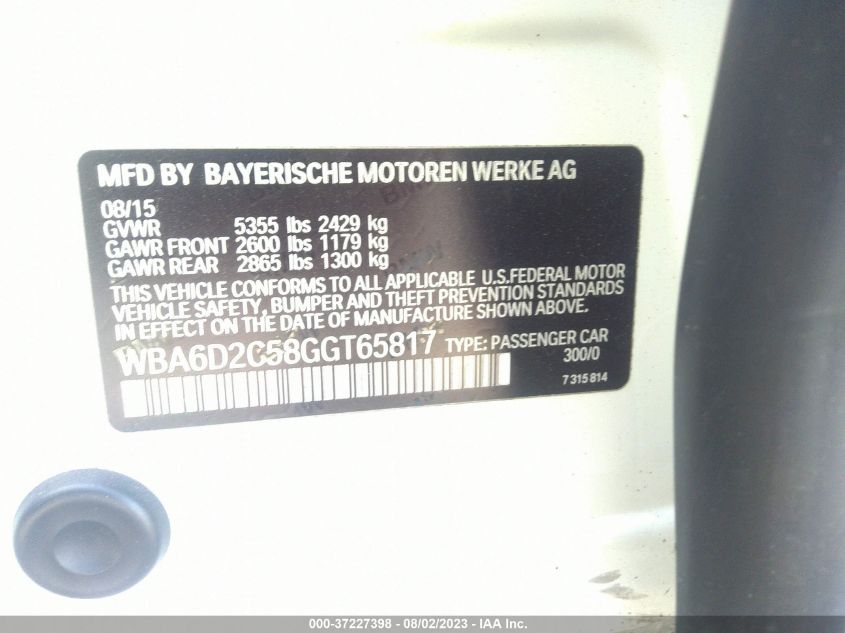 MFD BY BAYERISCHE MOTOREN WERKE AG
08/15
GVWR 5355 lbs 2429 kg
GAWR FRONT 2600 lbs 1179 kg
GAWR REAR 2865 lbs 1300 kg
THIS VEHICLE CONFORMS TO ALL APPLICABLE U.S.FEDERAL MOTOR
VEHICLE SAFETY, BUMPER AND THEFT PREVENTION STANDARDS
IN EFFECT ON THE DATE OF MANUFACTURE SHOWN ABOVE.
WBA6D2C58GGT65817 TYPE: PASSENGER CAR
300/0
7 315 814
000-37227398 — 08/02/2023 — IAA Inc.